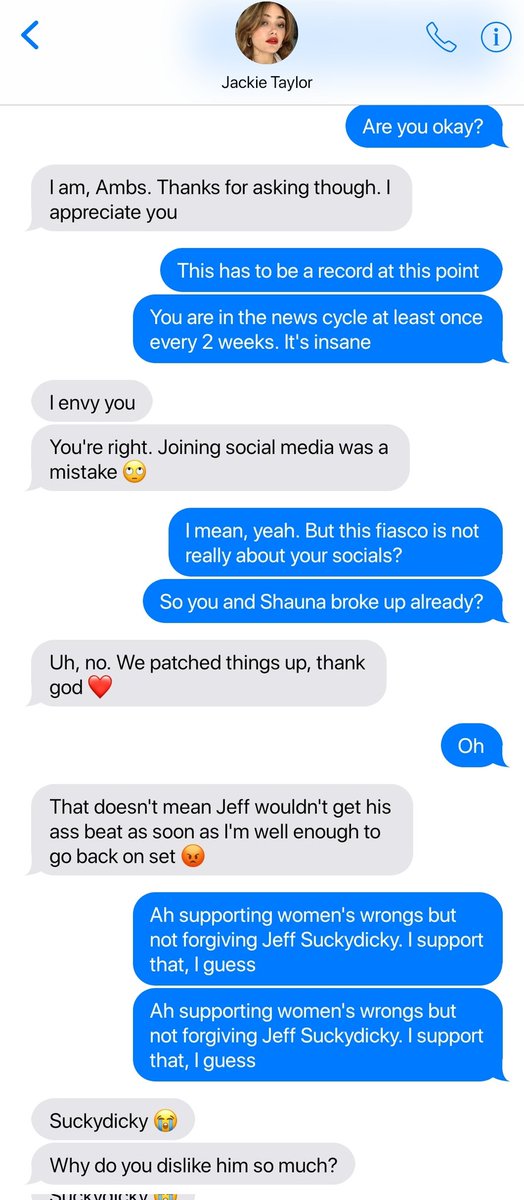 Jackie Taylor
Are you okay?
I am, Ambs. Thanks for asking though. I
appreciate you
This has to be a record at this point
You are in the news cycle at least once
every 2 weeks. It's insane
I envy you
You're right. Joining social media was a
mistake 🙄
I mean, yeah. But this fiasco is not
really about your socials?
So you and Shauna broke up already?
Uh, no. We patched things up, thank
god ❤️
Oh
That doesn't mean Jeff wouldn't get his
ass beat as soon as I'm well enough to
go back on set 😡
Ah supporting women's wrongs but
not forgiving Jeff Suckydicky. I support
that, I guess
Ah supporting women's wrongs but
not forgiving Jeff Suckydicky. I support
that, I guess
Suckydicky 😭
Why do you dislike him so much?
Suckydicky 😭